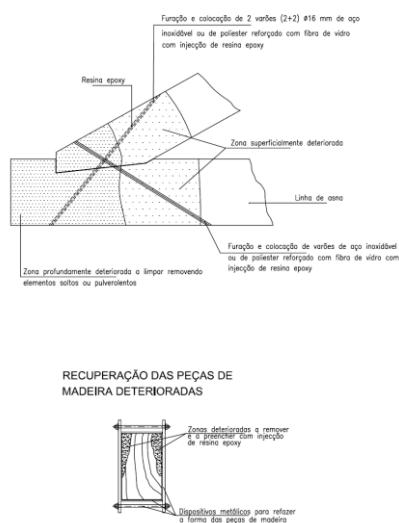 Furação e colocação de 2 varões (2+2) Ø16 mm de aço
inoxidável ou de poliester reforçado com fibra de vidro
com injecção de resina epoxy
Resina epoxy
Zona superficialmente deteriorada
Linha de asna
Furação e colocação de varões de aço inoxidável
ou de poliester reforçado com fibra de vidro com
injecção de resina epoxy
Zona profundamente deteriorada a limpar removendo
elementos soltos ou pulverolentos
RECUPERAÇÃO DAS PEÇAS DE
MADEIRA DETERIORADAS
Zonas deterioradas a remover
e a preencher com injecção
de resina epoxy
Dispositivos metálicos para refazer
a forma das peças de madeira